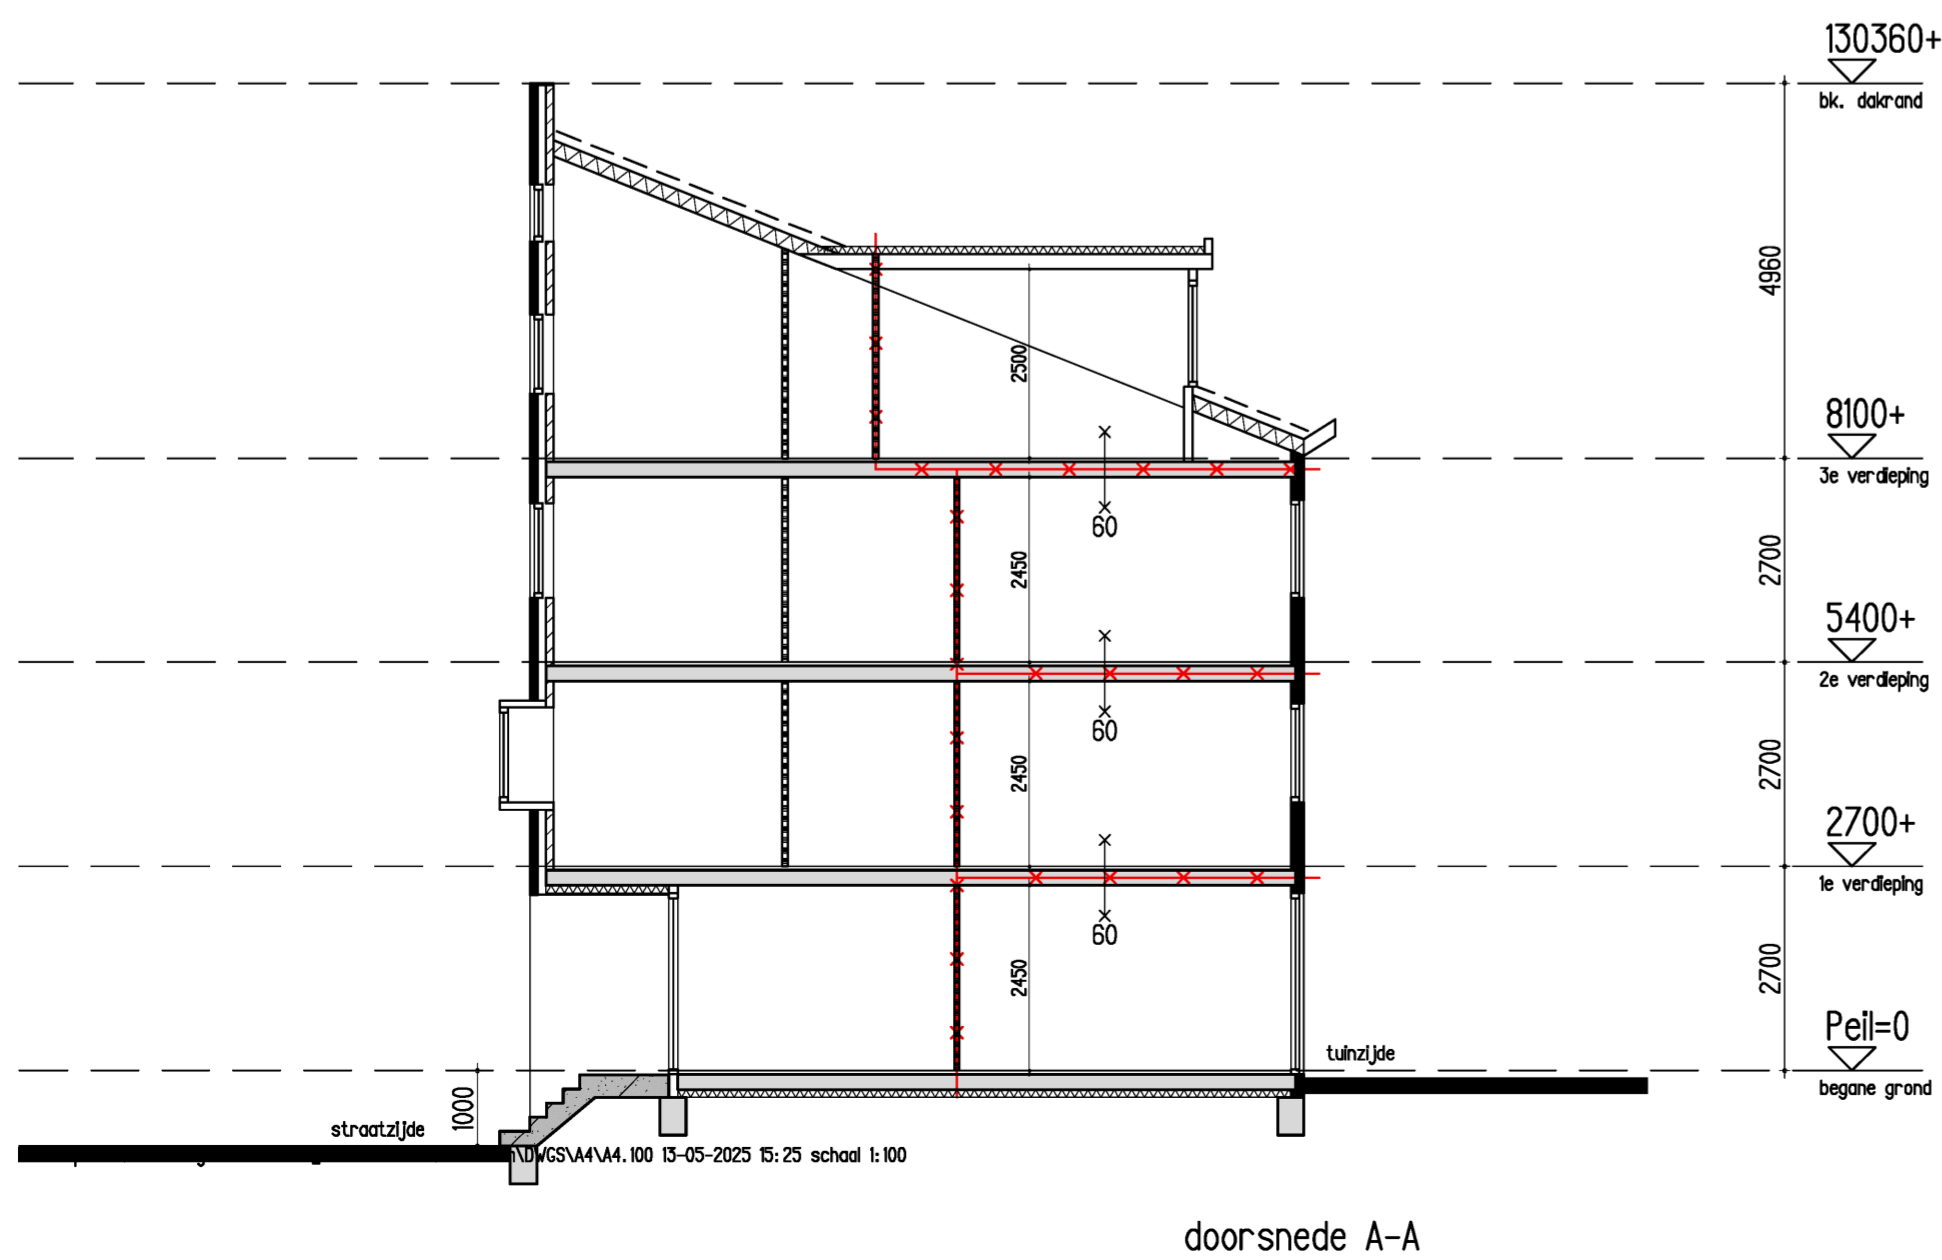 130360+
bk. dakrand
4960
2500
8100+
3e verdieping
60
2450
2700
5400+
2e verdieping
60
2450
2700
2700+
1e verdieping
60
2450
2700
Peil=0
tuinzijde
begane grond
1000
straatzijde
\DWGS\A4\A4.100 13-05-2025 15:25 schaal 1:100
doorsnede A-A